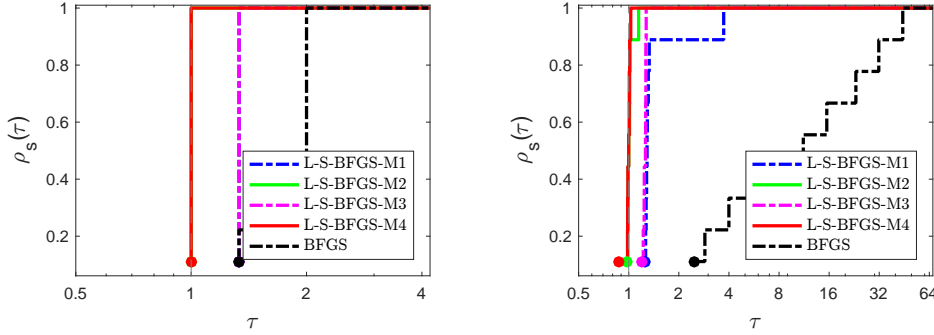 1
0.8
0.6
0.4
0.2
ρs(τ)
L-S-BFGS-M1
L-S-BFGS-M2
L-S-BFGS-M3
L-S-BFGS-M4
BFGS
0.5 1 2 4
τ
1
0.8
0.6
0.4
0.2
ρs(τ)
L-S-BFGS-M1
L-S-BFGS-M2
L-S-BFGS-M3
L-S-BFGS-M4
BFGS
0.5 1 2 4 8 16 32 64
τ